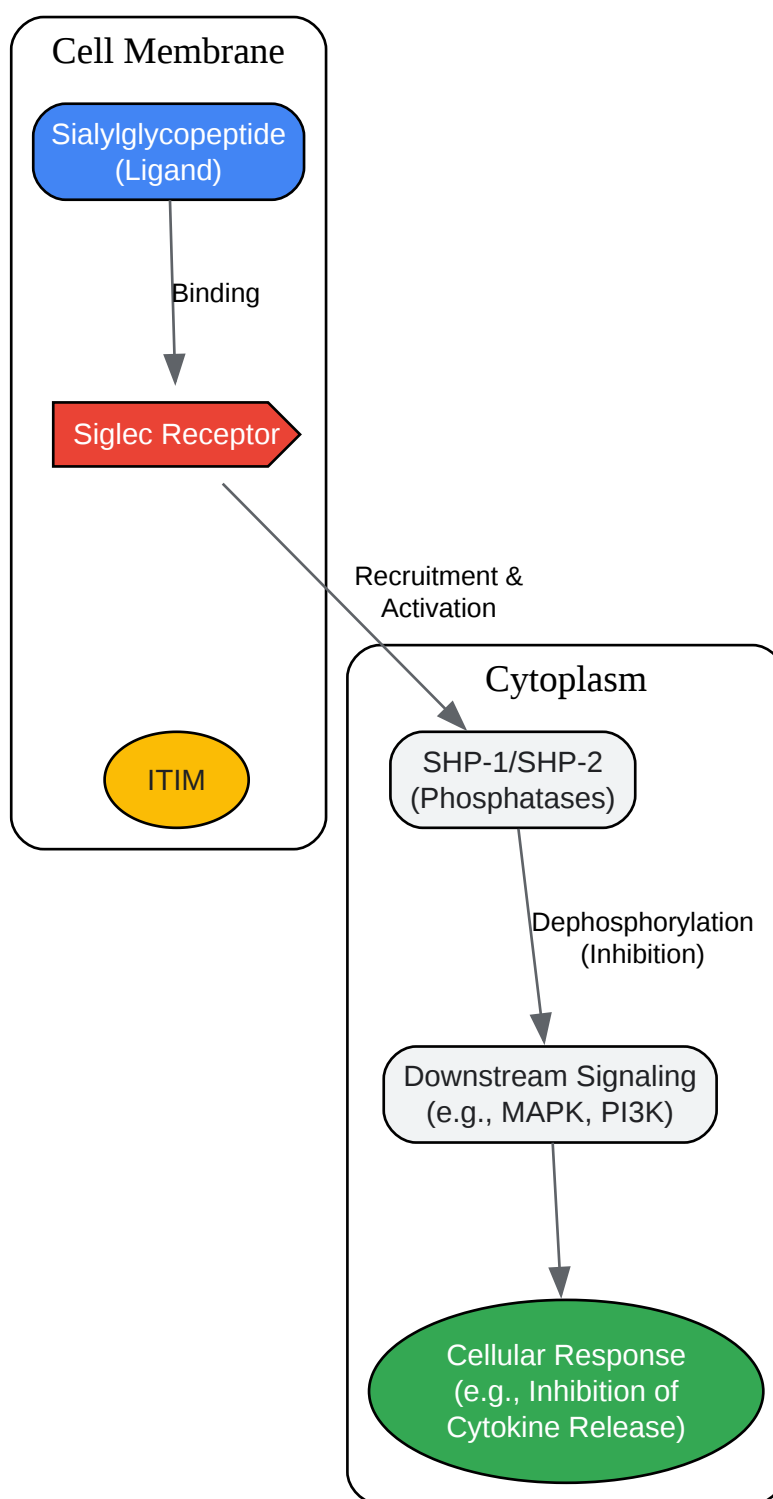 Cell Membrane
Sialylglycopeptide
(Ligand)
Binding
Siglec Receptor
Recruitment &
Activation
Cytoplasm
ITIM
SHP-1/SHP-2
(Phosphatases)
Dephosphorylation
(Inhibition)
Downstream Signaling
(e.g., MAPK, PI3K)
Cellular Response
(e.g., Inhibition of
Cytokine Release)